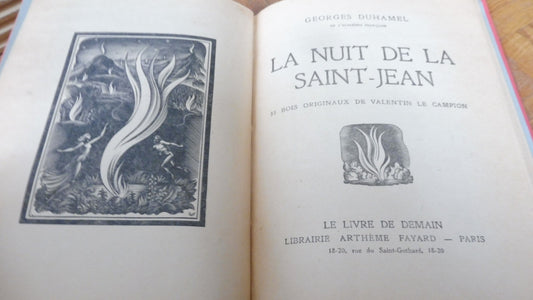 GEORGES DUHAMEL
DE L'ACADÉMIE FRANÇAISE
LA NUIT DE LA
SAINT-JEAN
BOIS ORIGINAUX DE VALENTIN LE CAMPION
LE LIVRE DE DEMAIN
LIBRAIRIE ARTHÈME FAYARD — PARIS
18-20, rue du Saint-Gothard, 18-20